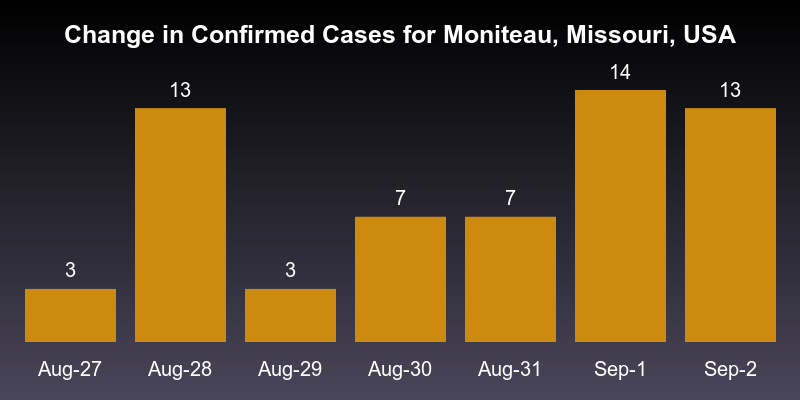 Change in Confirmed Cases for Moniteau, Missouri, USA
3
13
3
7
7
14
13
Aug-27
Aug-28
Aug-29
Aug-30
Aug-31
Sep-1
Sep-2